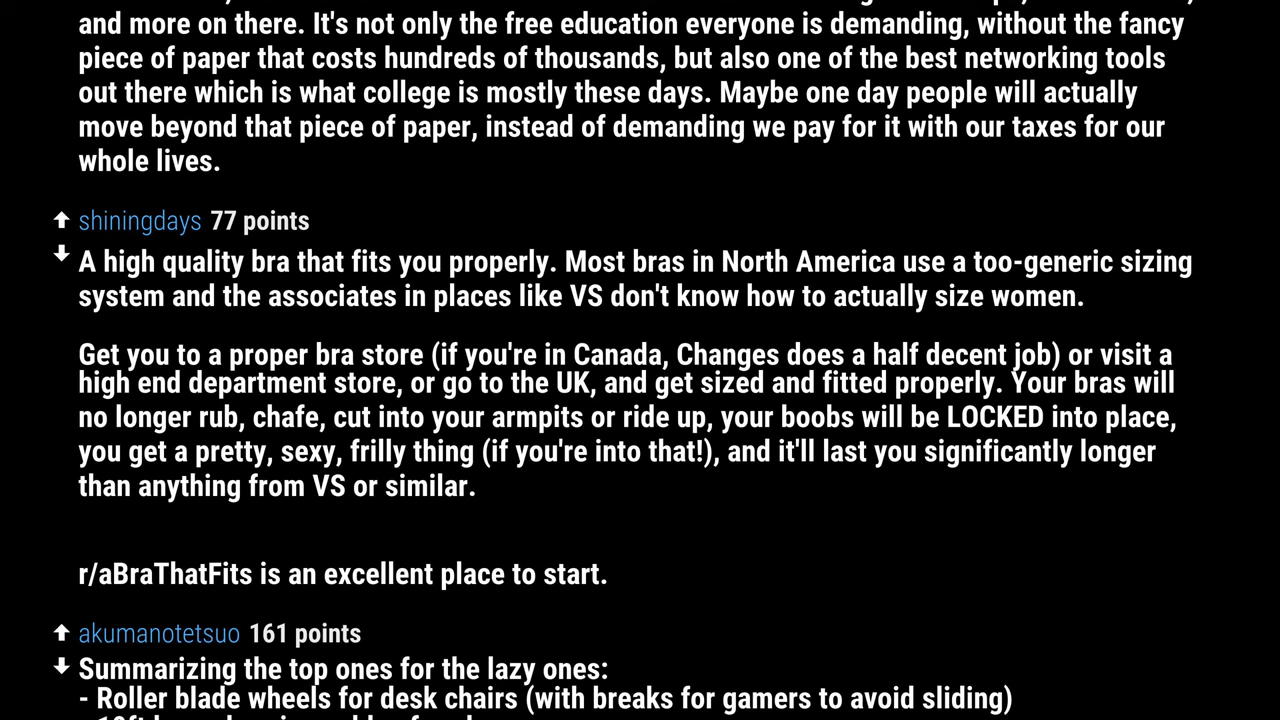 and more on there. It's not only the free education everyone is demanding, without the fancy
piece of paper that costs hundreds of thousands, but also one of the best networking tools
out there which is what college is mostly these days. Maybe one day people will actually
move beyond that piece of paper, instead of demanding we pay for it with our taxes for our
whole lives.
shiningdays 77 points
A high quality bra that fits you properly. Most bras in North America use a too-generic sizing
system and the associates in places like VS don't know how to actually size women.
Get you to a proper bra store (if you're in Canada, Changes does a half decent job) or visit a
high end department store, or go to the UK, and get sized and fitted properly. Your bras will
no longer rub, chafe, cut into your armpits or ride up, your boobs will be LOCKED into place,
you get a pretty, sexy, frilly thing (if you're into that!), and it'll last you significantly longer
than anything from VS or similar.
r/aBraThatFits is an excellent place to start.
akumanotetsuo 161 points
Summarizing the top ones for the lazy ones:
- Roller blade wheels for desk chairs (with breaks for gamers to avoid sliding)